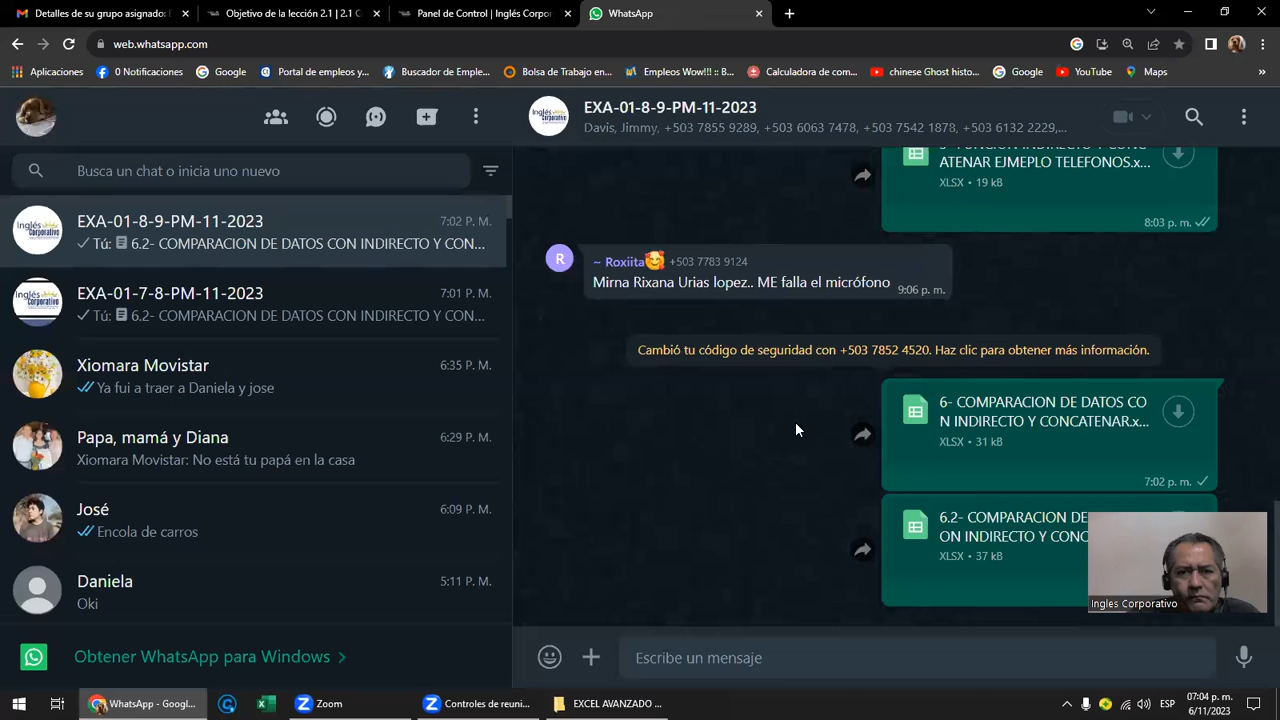 Detalles de su grupo asignado: E
Objetivo de la lección 2.1 | 2.1 C
Panel de Control | Inglés Corpor
WhatsApp
web.whatsapp.com
Aplicaciones
0 Notificaciones
Google
Portal de empleos y...
Buscador de Emple...
Bolsa de Trabajo en...
Empleos Wow!!! :: B...
Calculadora de com...
chinese Ghost histo...
Google
YouTube
Maps
EXA-01-8-9-PM-11-2023
Davis, Jimmy, +503 7855 9289, +503 6063 7478, +503 7542 1878, +503 6132 2229,...
Busca un chat o inicia uno nuevo
EXA-01-8-9-PM-11-2023
7:02 P. M.
Tú: 6.2- COMPARACION DE DATOS CON INDIRECTO Y CON...
EXA-01-7-8-PM-11-2023
7:01 P. M.
Tú: 6.2- COMPARACION DE DATOS CON INDIRECTO Y CON...
Xiomara Movistar
6:35 P. M.
Ya fui a traer a Daniela y jose
Papa, mamá y Diana
6:29 P. M.
Xiomara Movistar: No está tu papá en la casa
José
6:09 P. M.
Encola de carros
Daniela
5:11 P. M.
Oki
Obtener WhatsApp para Windows
ATENAR EJMEPLO TELEFONOS.x...
XLSX • 19 kB
8:03 p. m.
~ Roxiita +503 7783 9124
Mirna Rixana Urias lopez... ME falla el micrófono
9:06 p. m.
Cambió tu código de seguridad con +503 7852 4520. Haz clic para obtener más información.
6- COMPARACION DE DATOS CO
N INDIRECTO Y CONCATENAR.x...
XLSX • 31 kB
7:02 p. m.
6.2- COMPARACION DE
ON INDIRECTO Y CONC
XLSX • 37 kB
Ingles Corporativo
Escribe un mensaje
WhatsApp - Googl...
Zoom
Controles de reuni...
EXCEL AVANZADO ...
ESP
07:04 p. m.
6/11/2023